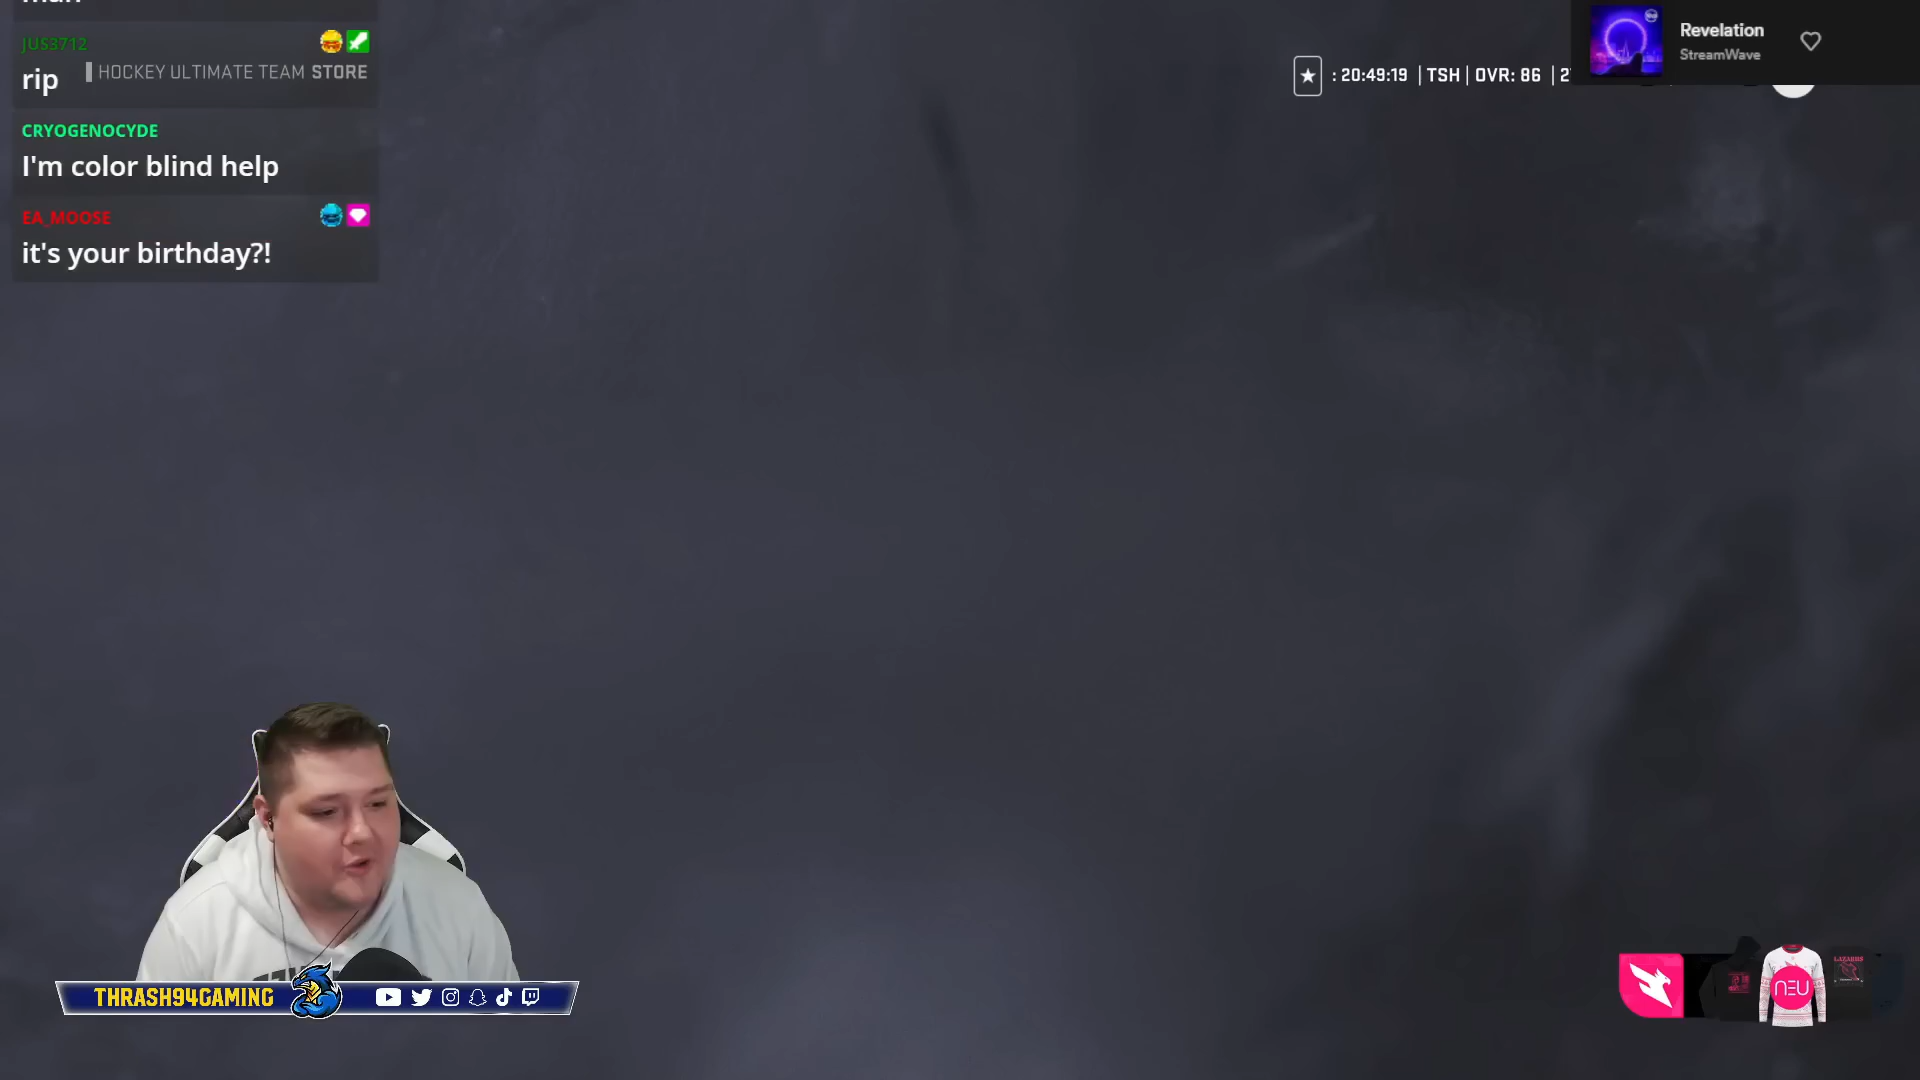 JUS3712
rip
HOCKEY ULTIMATE TEAM STORE
CRYOGENOCYDE
I'm color blind help
EA_MOOSE
it's your birthday?!
: 20:49:19 | TSH | OVR: 86 |
Revelation
StreamWave
THRASH94GAMING
NEU